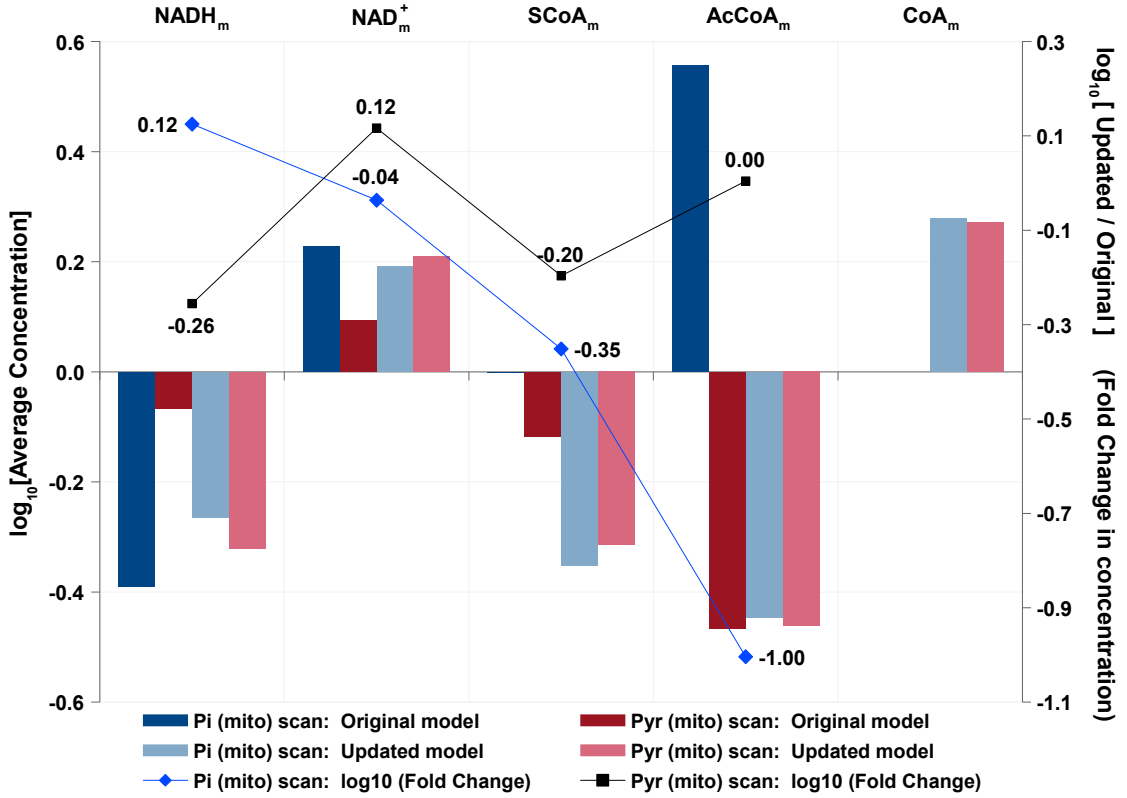 NADHₘ NADₘ⁺ SCoAₘ AcCoAₘ CoAₘ
0.6
0.4
0.2
0.0
-0.2
-0.4
-0.6
log₁₀[Average Concentration]
0.3
0.1
-0.1
-0.3
-0.5
-0.7
-0.9
-1.1
log₁₀[ Updated / Original ] (Fold Change in concentration)
0.12
0.12
-0.04
0.00
-0.20
-0.26
-0.35
-1.00
Pi (mito) scan: Original model
Pyr (mito) scan: Original model
Pi (mito) scan: Updated model
Pyr (mito) scan: Updated model
Pi (mito) scan: log10 (Fold Change)
Pyr (mito) scan: log10 (Fold Change)